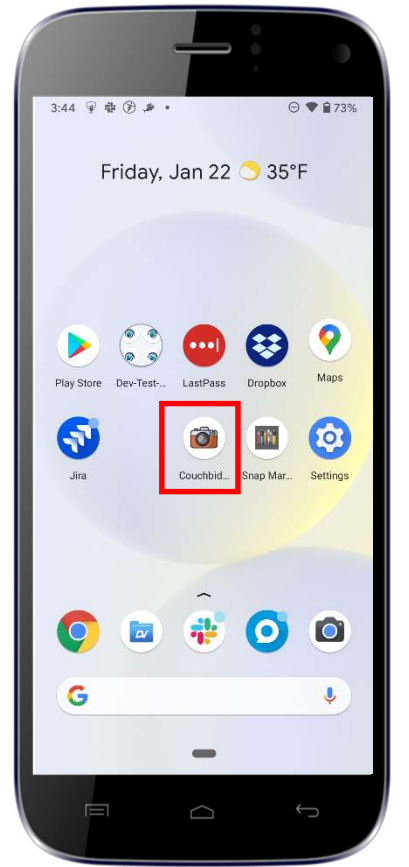 3:44
73%
Friday, Jan 22 35°F
Play Store Dev-Test-... LastPass Dropbox Maps
Jira Couchbid... Snap Mar... Settings
DV
G